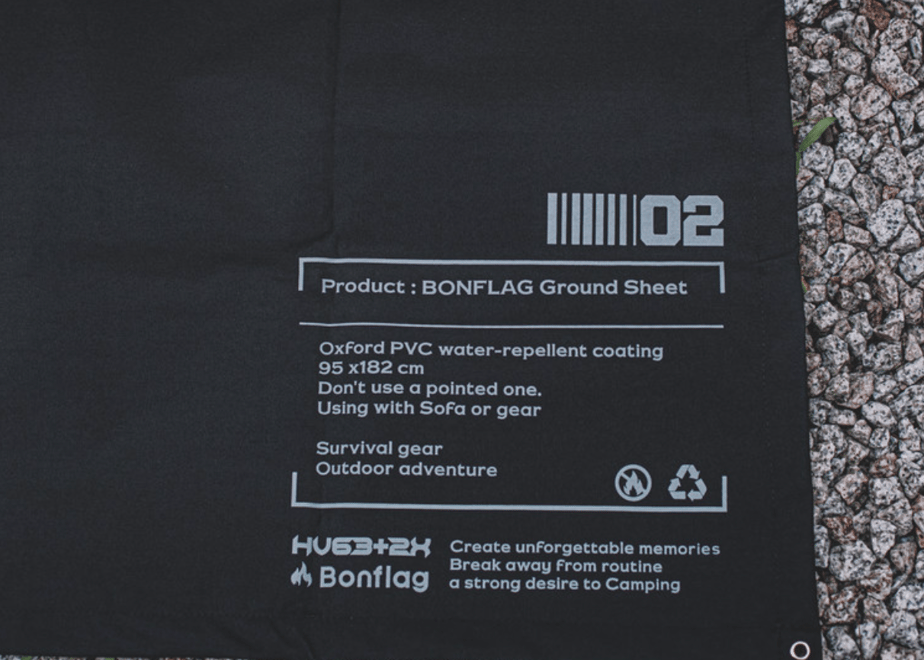 02
Product : BONFLAG Ground Sheet
Oxford PVC water-repellent coating
95 x182 cm
Don't use a pointed one.
Using with Sofa or gear
Survival gear
Outdoor adventure
HV63+2X
Bonflag
Create unforgettable memories
Break away from routine
a strong desire to Camping